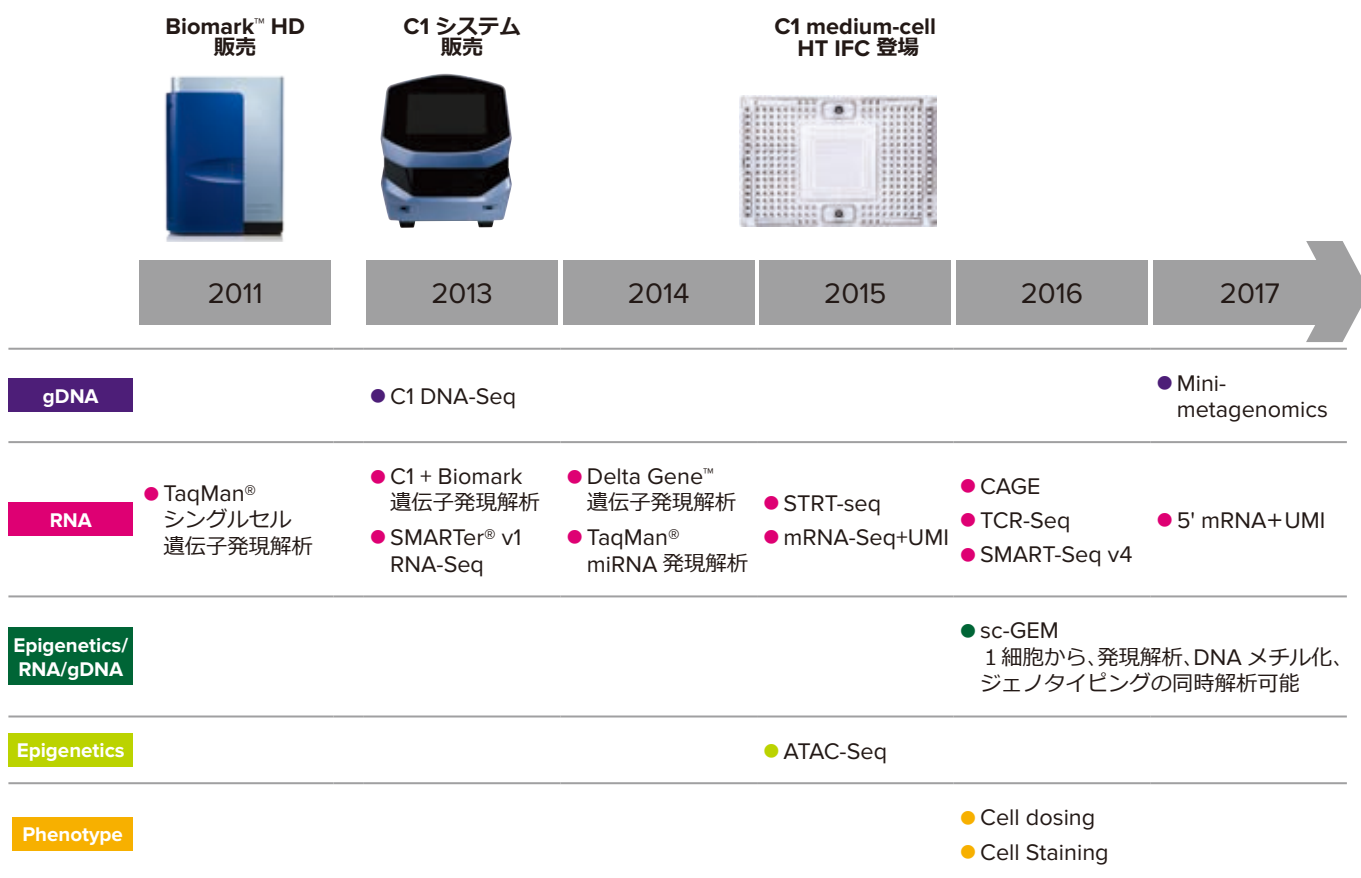 Biomark™ HD
販売
C1 システム
販売
C1 medium-cell
HT IFC 登場
2011
2013
2014
2015
2016
2017
gDNA
● C1 DNA-Seq
● Mini-
metagenomics
RNA
● TaqMan®
シングルセル
遺伝子発現解析
● C1 + Biomark
遺伝子発現解析
● SMARTer® v1
RNA-Seq
● Delta Gene™
遺伝子発現解析
● TaqMan®
miRNA 発現解析
● STRT-seq
● mRNA-Seq+UMI
● CAGE
● TCR-Seq
● SMART-Seq v4
● 5' mRNA+UMI
Epigenetics/
RNA/gDNA
● sc-GEM
1 細胞から、発現解析、DNA メチル化、
ジェノタイピングの同時解析可能
Epigenetics
● ATAC-Seq
Phenotype
● Cell dosing
● Cell Staining